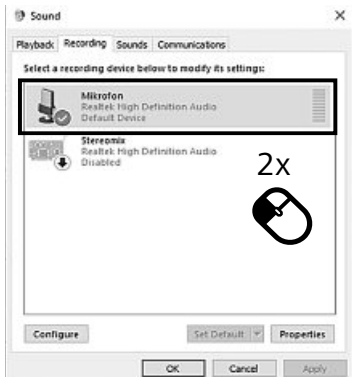 Sound
Playback Recording Sounds Communications
Select a recording device below to modify its settings:
Mikrofon
Realtek High Definition Audio
Default Device
Stereomix
Realtek High Definition Audio
Disabled
2x
Configure Set Default Properties
OK Cancel Apply